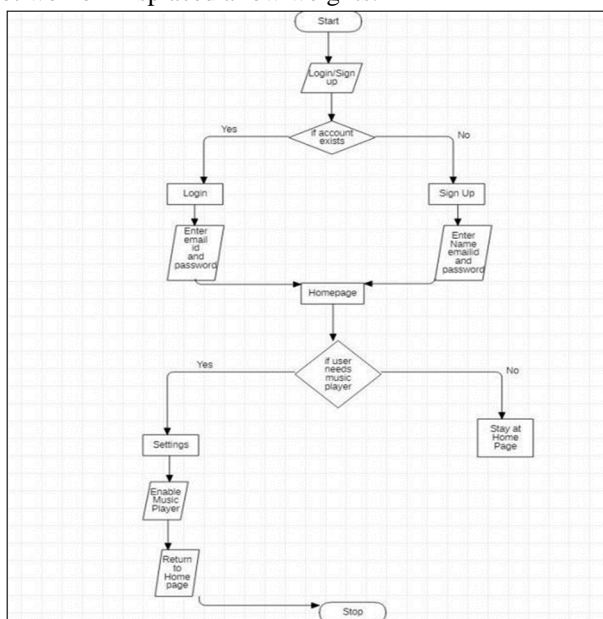 Start
Login/Sign
up
if account
exists
Yes
No
Login
Sign Up
Enter
email
id
and
password
Enter
Name
emailid
and
password
Homepage
if user
needs
music
player
Yes
No
Settings
Stay at
Home
Page
Enable
Music
Player
Return
to
Home
page
Stop